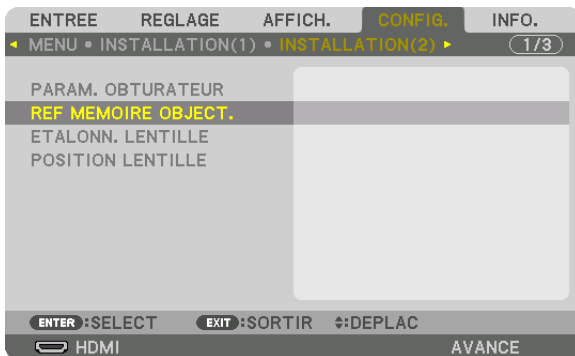 ENTREE REGLAGE AFFICH. CONFIG. INFO.
MENU • INSTALLATION(1) • INSTALLATION(2) 1/3
PARAM. OBTURATEUR
REF MEMOIRE OBJECT.
ETALONN. LENTILLE
POSITION LENTILLE
ENTER :SELECT EXIT :SORTIR :DEPLAC
HDMI AVANCE